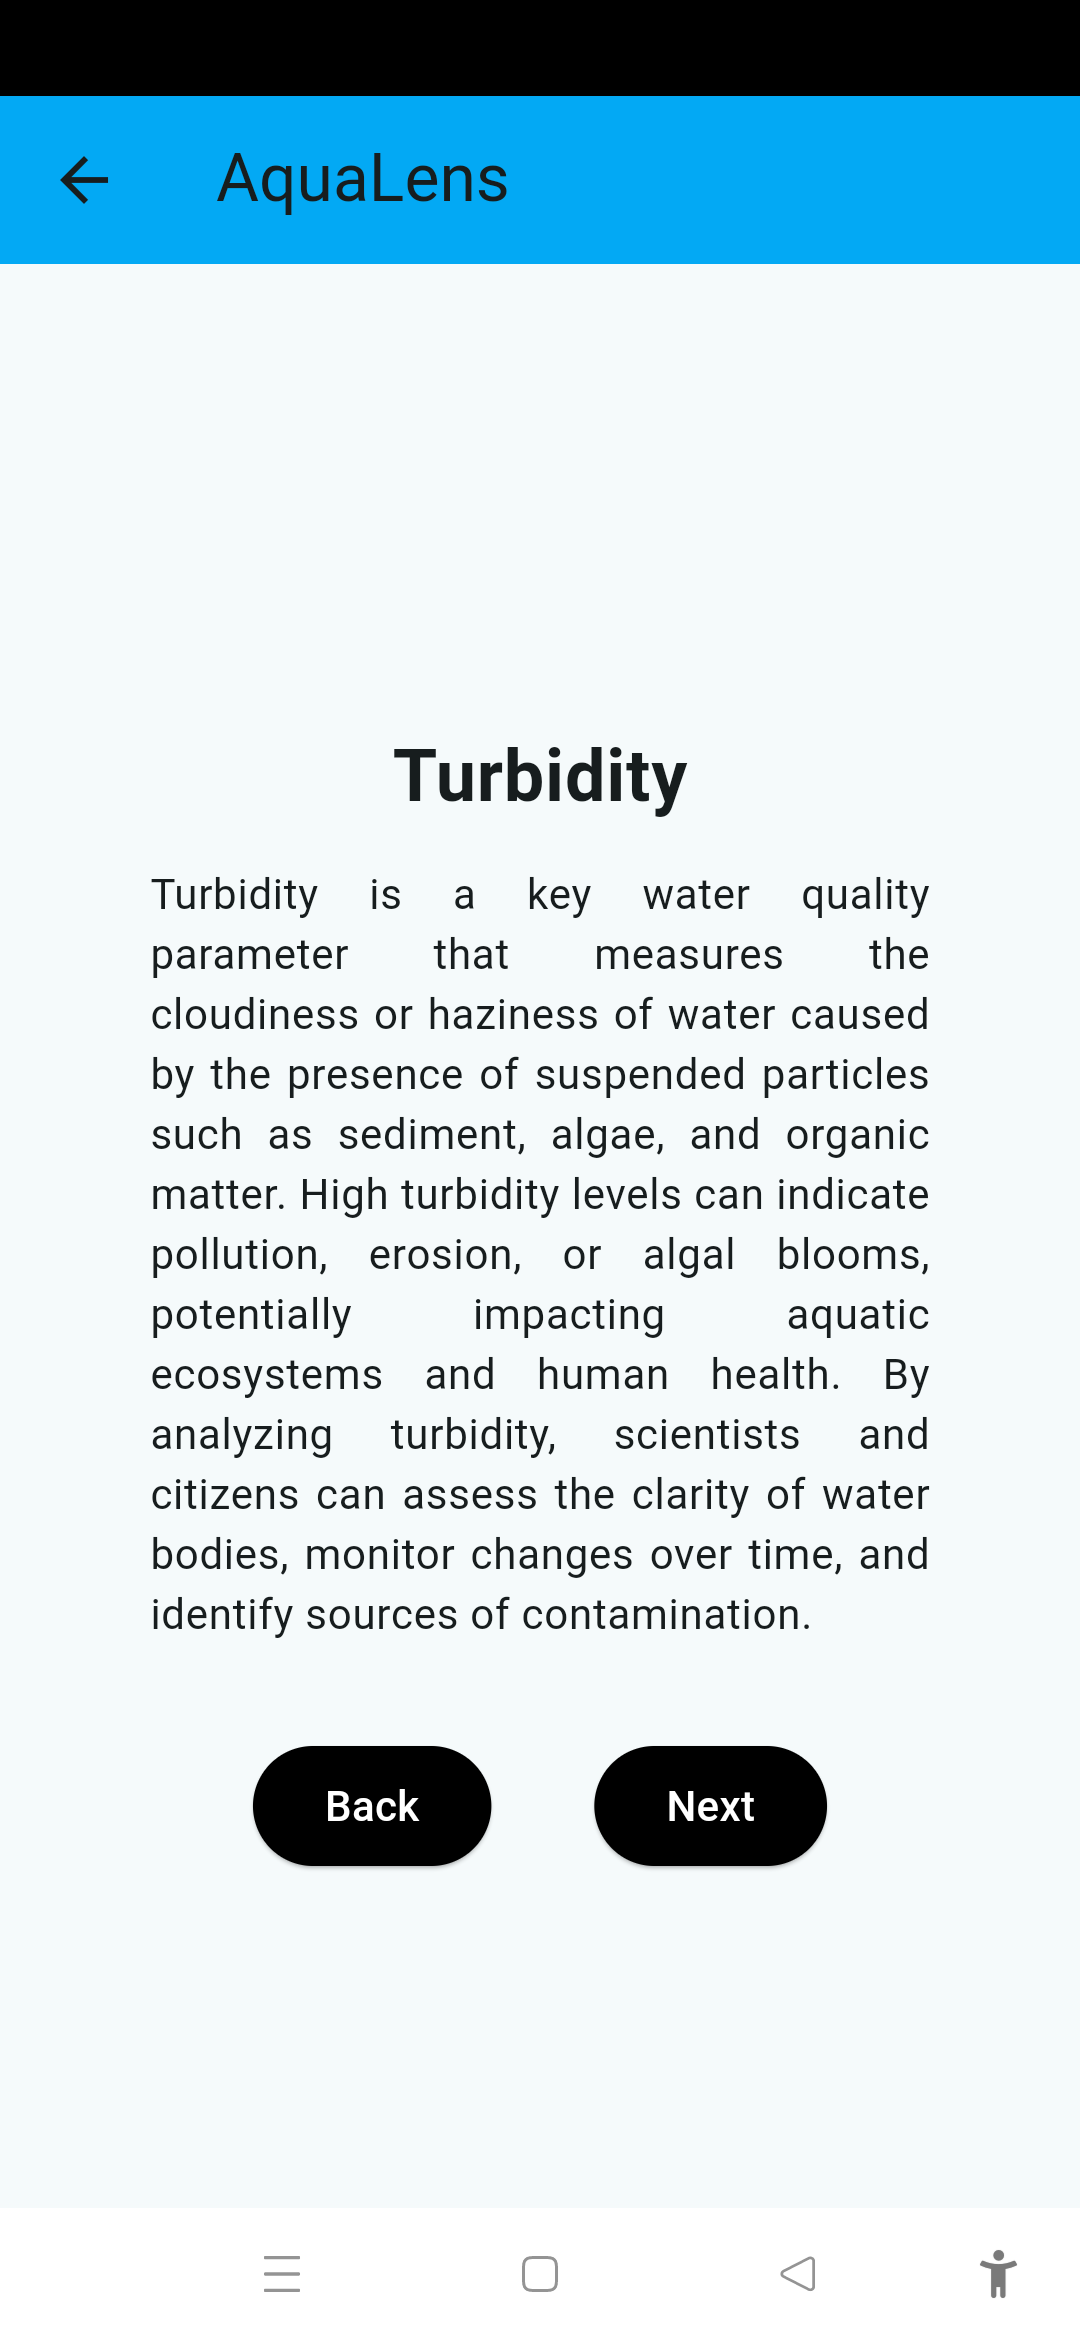 AquaLens
Turbidity
Turbidity is a key water quality
parameter that measures the
cloudiness or haziness of water caused
by the presence of suspended particles
such as sediment, algae, and organic
matter. High turbidity levels can indicate
pollution, erosion, or algal blooms,
potentially impacting aquatic
ecosystems and human health. By
analyzing turbidity, scientists and
citizens can assess the clarity of water
bodies, monitor changes over time, and
identify sources of contamination.
Back
Next